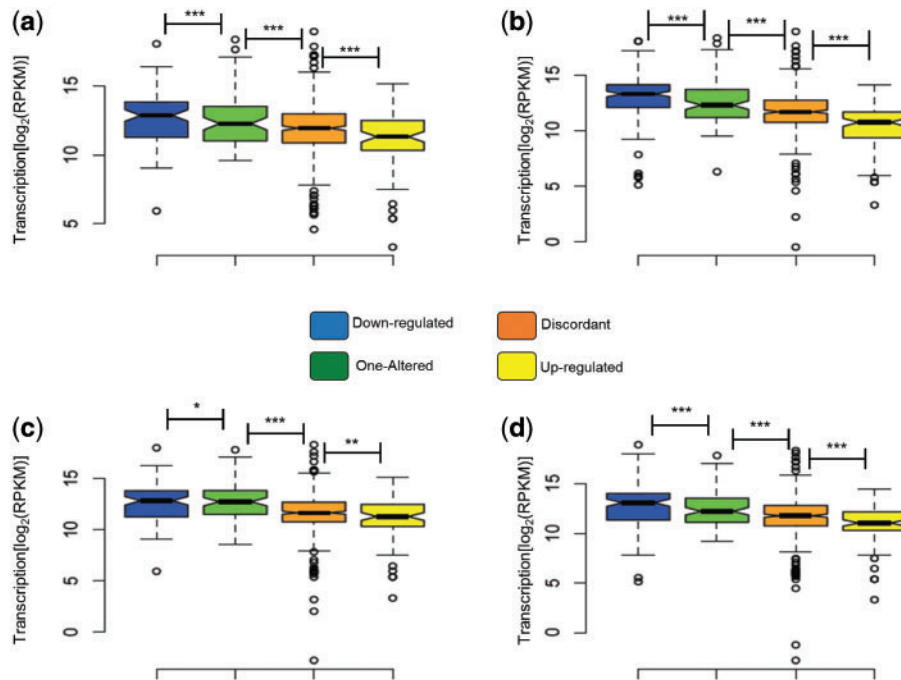 (a)
***
***
***
Transcription[log2(RPKM)]
15
10
5
(b)
***
***
***
Transcription[log2(RPKM)]
15
10
5
0
Down-regulated
Discordant
One-Altered
Up-regulated
(c)
*
***
**
Transcription[log2(RPKM)]
15
10
5
0
(d)
***
***
***
Transcription[log2(RPKM)]
15
10
5
0